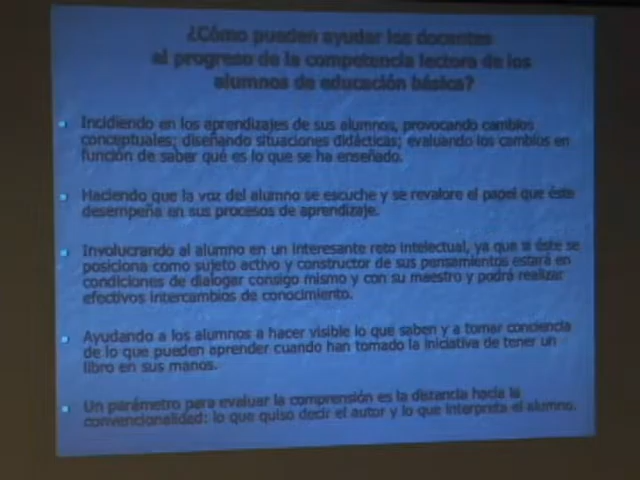 ¿Cómo pueden ayudar los docentes
al progreso de la competencia lectora de los
alumnos de educación básica?
Incidiendo en los aprendizajes de sus alumnos, provocando cambios
conceptuales; diseñando situaciones didácticas; evaluando los cambios en
función de saber qué es lo que se ha enseñado.
Haciendo que la voz del alumno se escuche y se revalore el papel que éste
desempeña en sus procesos de aprendizaje.
Involucrando al alumno en un interesante reto intelectual, ya que si éste se
posiciona como sujeto activo y constructor de sus pensamientos estará en
condiciones de dialogar consigo mismo y con su maestro y podrá realizar
efectivos intercambios de conocimiento.
Ayudando a los alumnos a hacer visible lo que saben y a tomar conciencia
de lo que pueden aprender cuando han tomado la iniciativa de tener un
libro en sus manos.
Un parámetro para evaluar la comprensión es la distancia hacia la
convencionalidad: lo que quiso decir el autor y lo que interpreta el alumno.